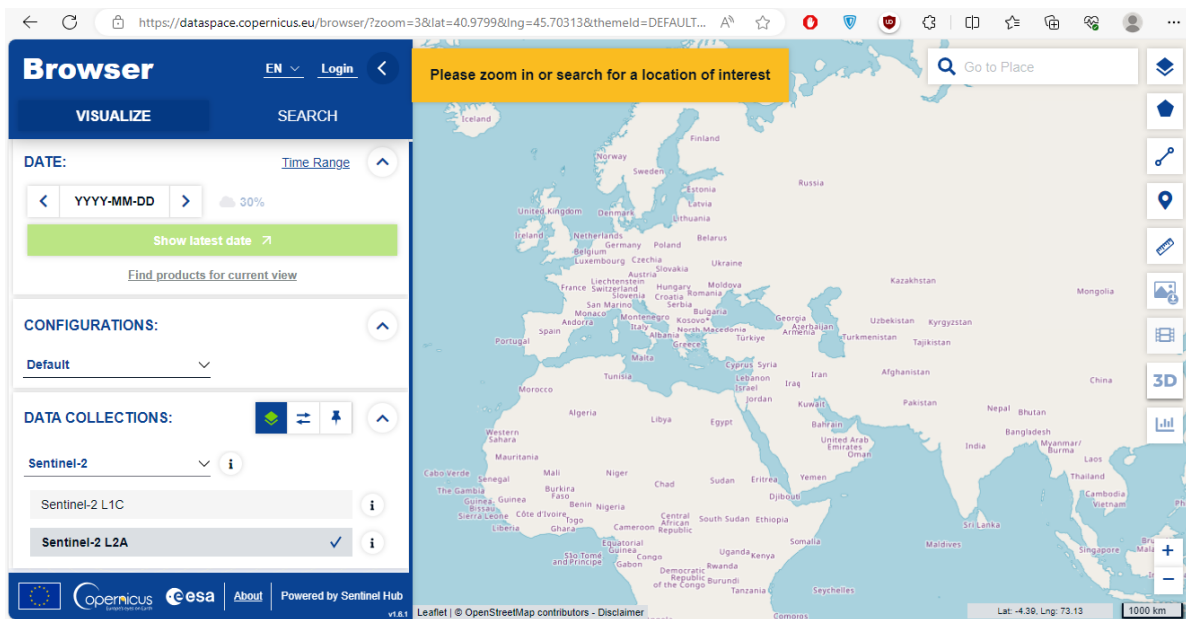 https://dataspace.copernicus.eu/browser/?zoom=3&lat=40.9799&lng=45.70313&themeId=DEFAULT...
Browser
EN
Login
Please zoom in or search for a location of interest
Go to Place
VISUALIZE
SEARCH
DATE:
Time Range
YYYY-MM-DD
30%
Show latest date
Find products for current view
CONFIGURATIONS:
Default
DATA COLLECTIONS:
Sentinel-2
i
Sentinel-2 L1C
i
Sentinel-2 L2A
i
opernicus
esa
About
Powered by Sentinel Hub
v1.6.1
Iceland
Finland
Norway
Sweden
Russia
Estonia
Latvia
United Kingdom
Denmark
Lithuania
Ireland
Netherlands
Belarus
Belgium
Germany
Poland
Luxembourg
Czechia
Ukraine
Slovakia
Austria
Liechtenstein
France
Switzerland
Hungary
Moldova
Kazakhstan
Mongolia
Slovenia
Croatia
Romania
San Marino
Serbia
Monaco
Montenegro
Bulgaria
Andorra
Kosovo*
Georgia
Uzbekistan
Kyrgyzstan
Spain
Italy
Albania
North Macedonia
Armenia
Azerbaijan
Portugal
Greece
Türkiye
Turkmenistan
Tajikistan
Malta
Cyprus
Syria
Tunisia
Lebanon
Israel
Iraq
Iran
Afghanistan
China
Morocco
Jordan
Kuwait
Pakistan
Nepal
Bhutan
Algeria
Libya
Egypt
Bahrain
Bangladesh
Western
Sahara
United Arab
Emirates
Oman
India
Myanmar/
Burma
Laos
Mauritania
Cabo Verde
Senegal
Mali
Niger
Chad
Sudan
Eritrea
Yemen
Thailand
The Gambia
Burkina
Faso
Djibouti
Cambodia
Guinea-
Bissau
Guinea
Benin
Nigeria
Vietnam
Ph
Sierra Leone
Côte d'Ivoire
Togo
Central
African
Republic
South Sudan
Ethiopia
Sri Lanka
Liberia
Ghana
Cameroon
Equatorial
Guinea
Somalia
Maldives
Bru
Mala
Singapore
São Tomé
and Príncipe
Gabon
Congo
Uganda
Kenya
Democratic
Republic
of the Congo
Rwanda
Burundi
Tanzania
Seychelles
Comoros
3D
+
−
Leaflet | © OpenStreetMap contributors - Disclaimer
Lat: -4.39, Lng: 73.13
1000 km